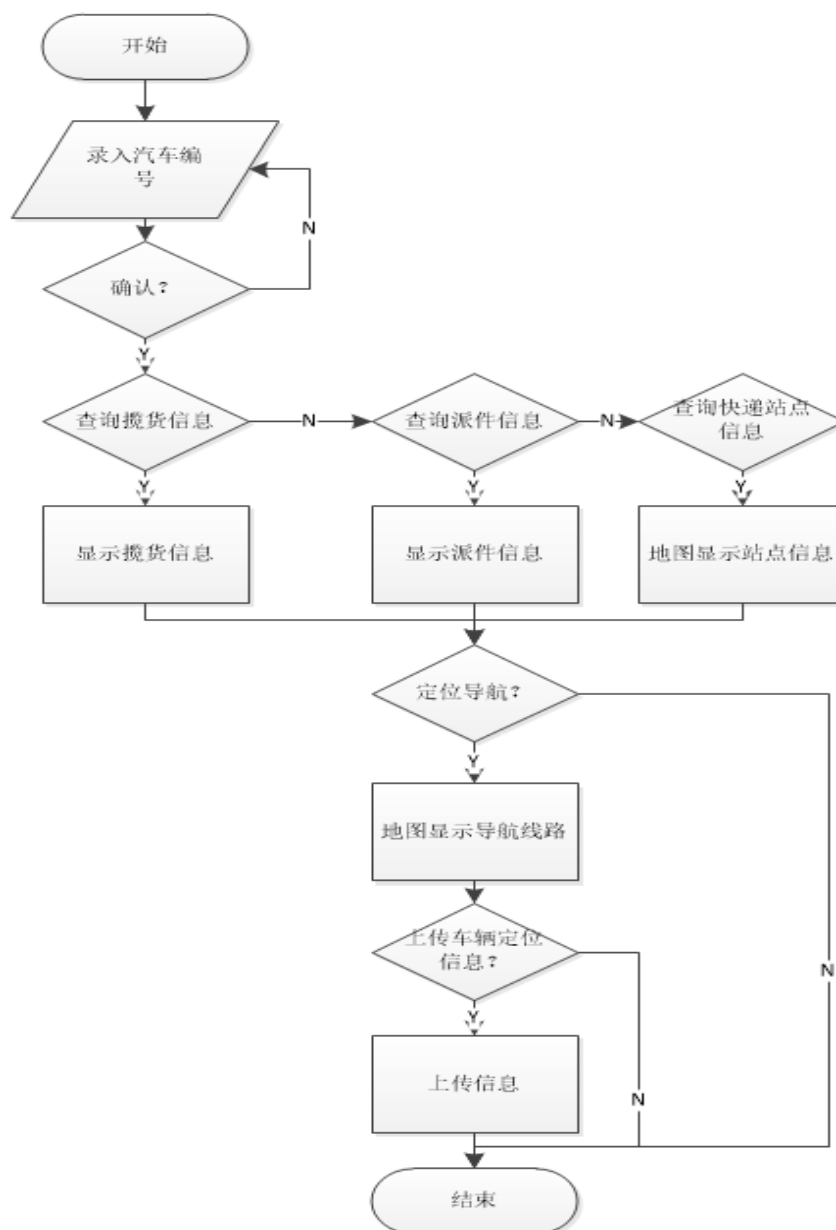 开始
录入汽车编
号
N
确认？
Y
查询揽货信息
N
查询派件信息
N
查询快递站点
信息
Y
Y
Y
显示揽货信息
显示派件信息
地图显示站点信息
定位导航？
Y
地图显示导航线路
上传车辆定位
信息？
N
Y
上传信息
N
结束